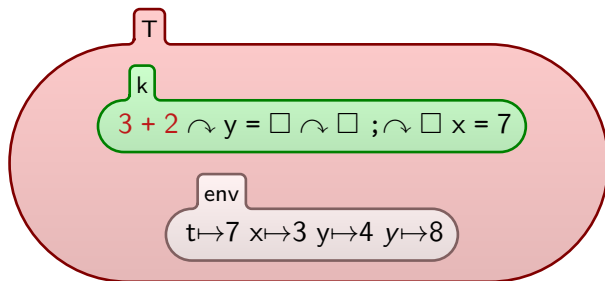 T
k
3 + 2 ↷ y = □ ↷ □ ;↷ □ x = 7
env
t↦7 x↦3 y↦4 y↦8